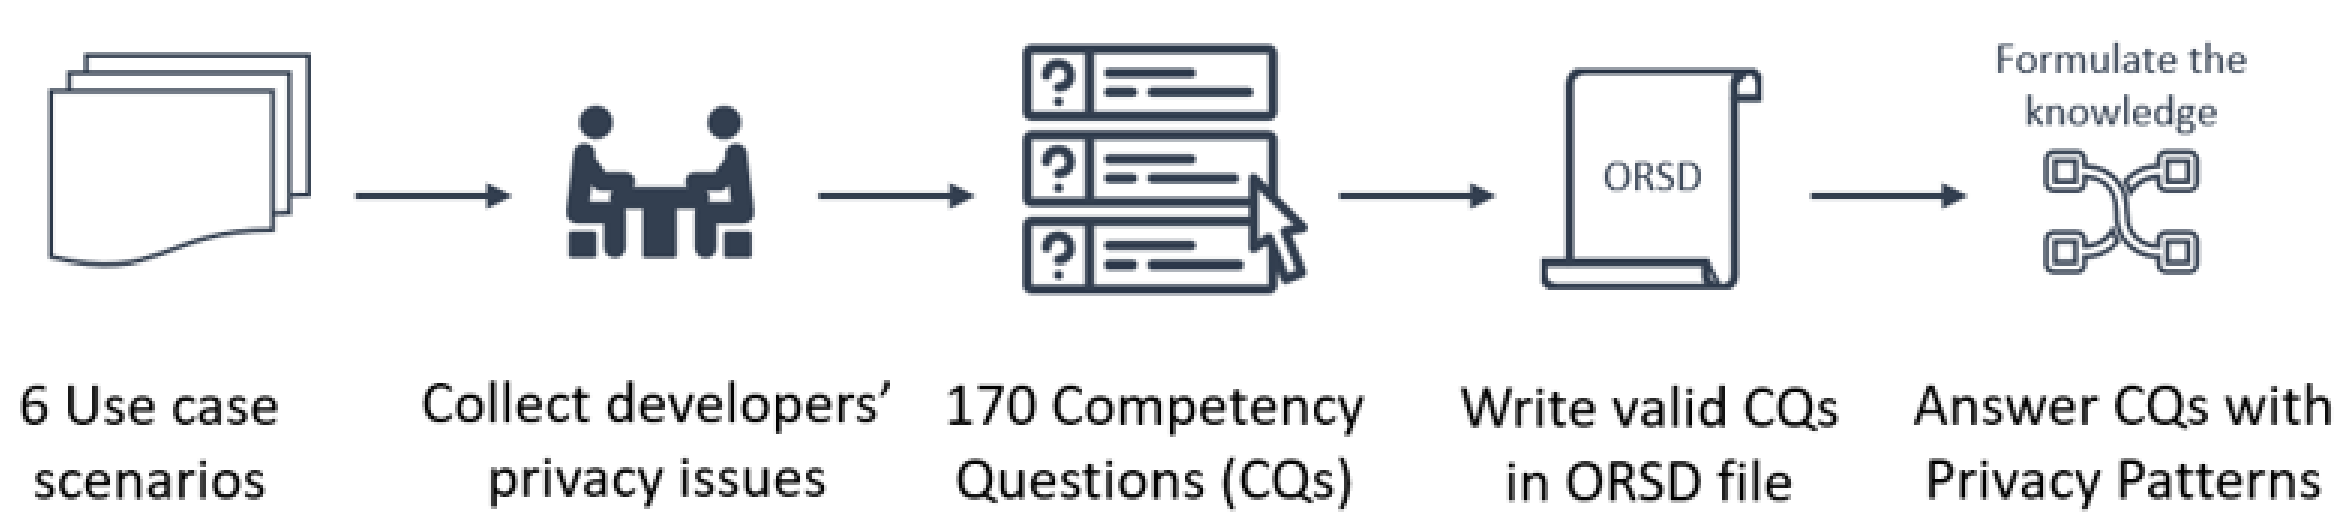 Formulate the
knowledge
ORSD
6 Use case
scenarios
Collect developers’
privacy issues
170 Competency
Questions (CQs)
Write valid CQs
in ORSD file
Answer CQs with
Privacy Patterns